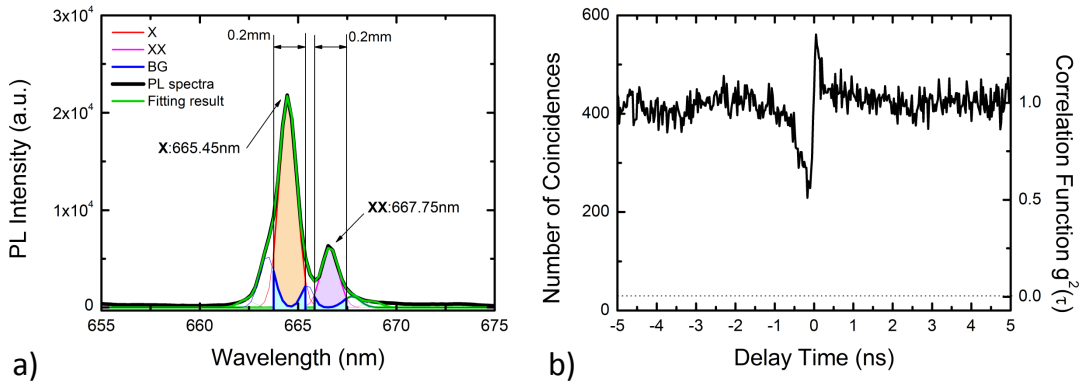 3x10⁴
2x10⁴
1x10⁴
0
PL Intensity (a.u.)
X
XX
BG
PL spectra
Fitting result
0.2mm
0.2mm
X:665.45nm
XX:667.75nm
655
660
665
670
675
Wavelength (nm)
a)
600
400
200
0
Number of Coincidences
1.0
0.5
0.0
Correlation Function g²(τ)
-5
-4
-3
-2
-1
0
1
2
3
4
5
Delay Time (ns)
b)